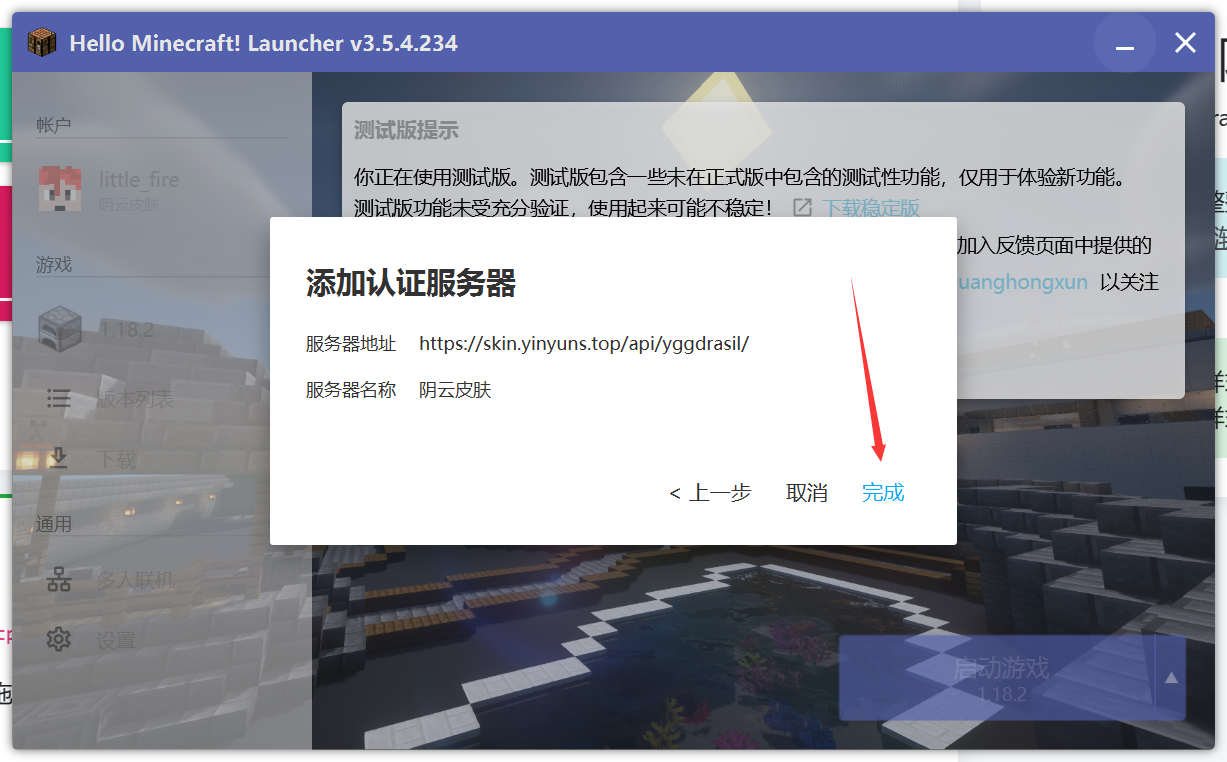 Hello Minecraft! Launcher v3.5.4.234
帐户
little_fire
阴云皮肤
游戏
1.18.2
版本列表
下载
通用
多人联机
设置
测试版提示
你正在使用测试版。测试版包含一些未在正式版中包含的测试性功能，仅用于体验新功能。
测试版功能未受充分验证，使用起来可能不稳定！ 下载稳定版
加入反馈页面中提供的
uanghongxun 以关注
添加认证服务器
服务器地址 https://skin.yinyuns.top/api/yggdrasil/
服务器名称 阴云皮肤
< 上一步 取消 完成
启动游戏
1.18.2